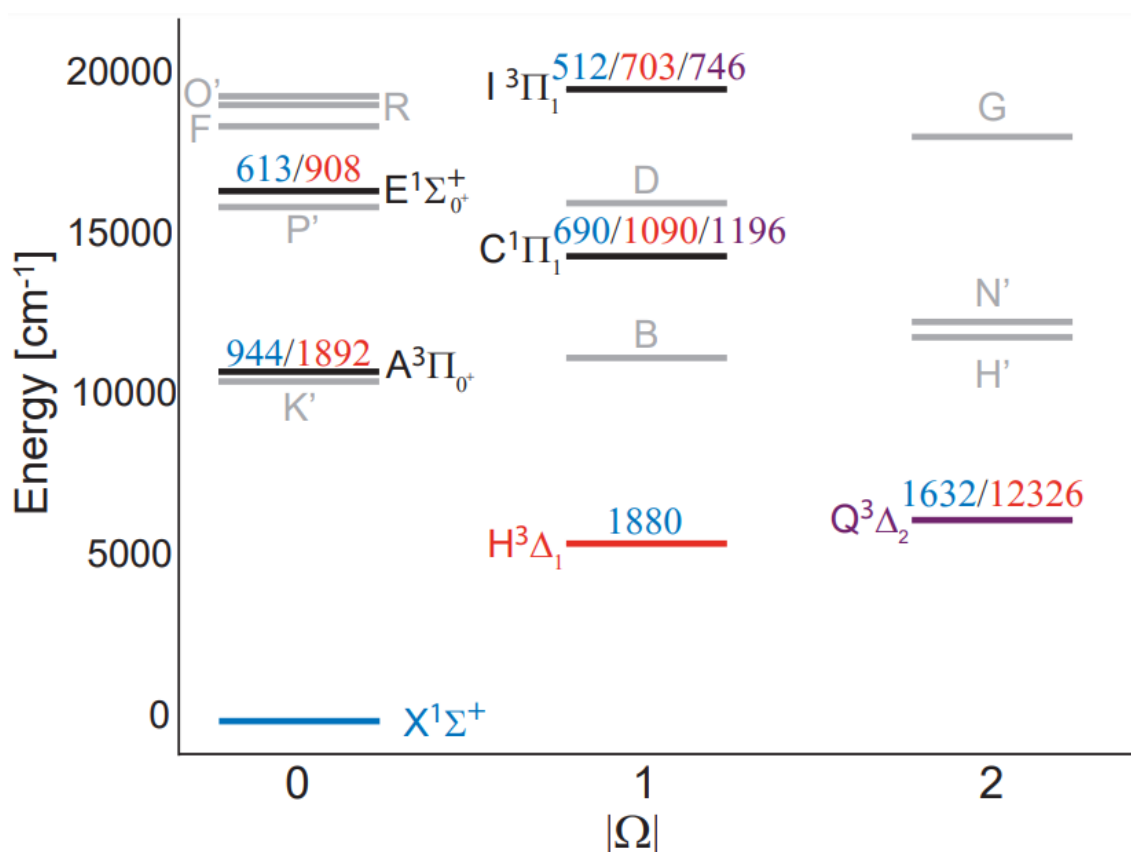 Energy [cm⁻¹]
20000
15000
10000
5000
0
O’
R
F
613/908
E¹Σ⁺₀⁺
P’
944/1892
A³Π₀⁺
K’
X¹Σ⁺
I ³Π₁
512/703/746
D
690/1090/1196
C¹Π₁
B
1880
H³Δ₁
G
N’
H’
1632/12326
Q³Δ₂
0
1
2
|Ω|